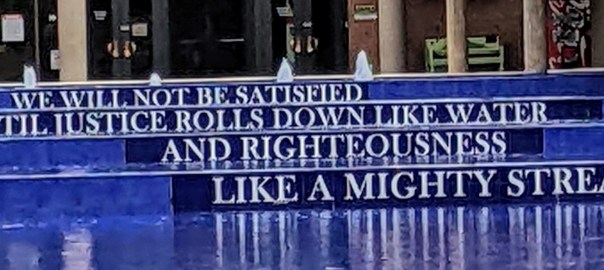 WE WILL NOT BE SATISFIED
TIL JUSTICE ROLLS DOWN LIKE WATER
AND RIGHTEOUSNESS
LIKE A MIGHTY STREA